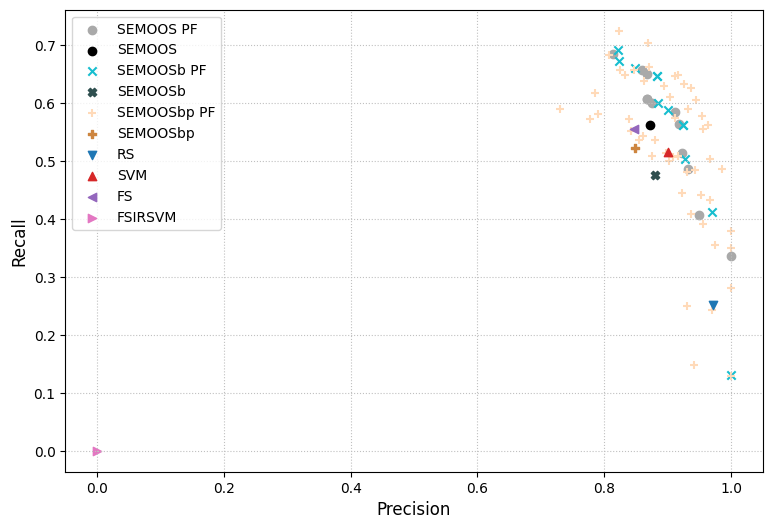 SEMOOS PF
SEMOOS
SEMOOSb PF
SEMOOSb
SEMOOSbp PF
SEMOOSbp
RS
SVM
FS
FSIRSVM
0.7
0.6
0.5
0.4
0.3
0.2
0.1
0.0
Recall
0.0 0.2 0.4 0.6 0.8 1.0
Precision